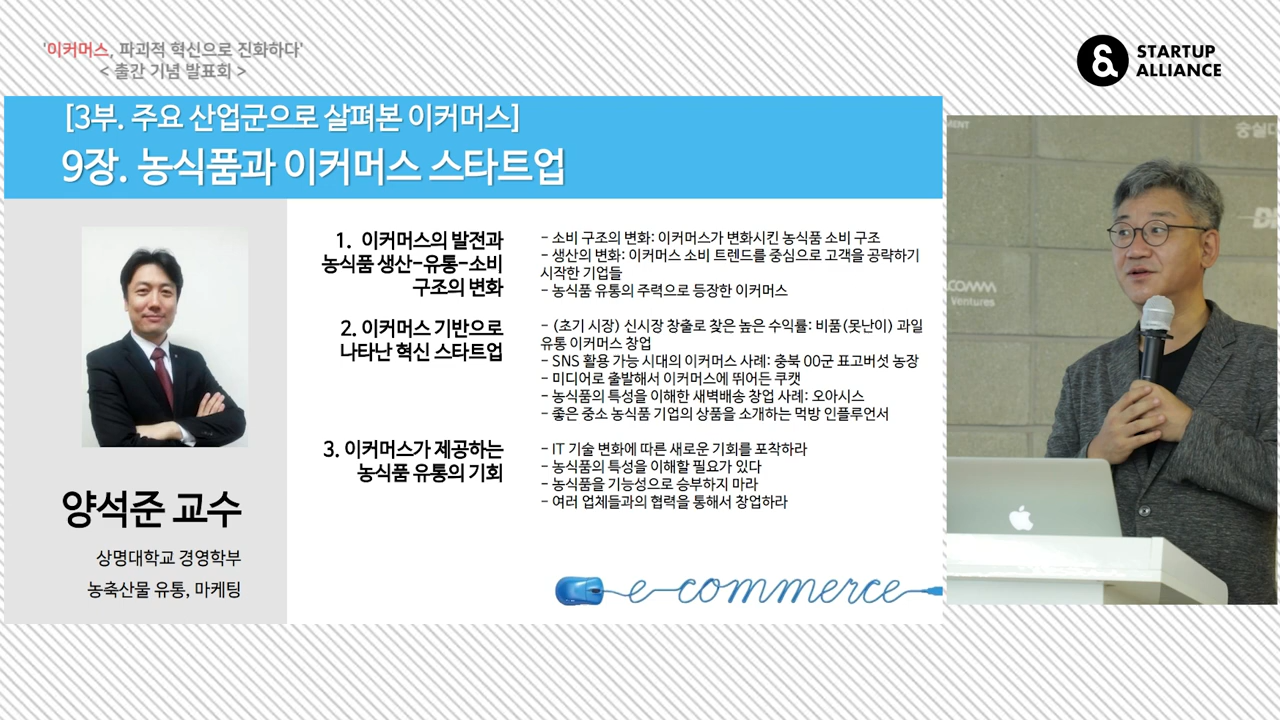 '이커머스, 파괴적 혁신으로 진화하다'
< 출간 기념 발표회 >
STARTUP
ALLIANCE
[3부. 주요 산업군으로 살펴본 이커머스]
9장. 농식품과 이커머스 스타트업
1. 이커머스의 발전과
농식품 생산-유통-소비
구조의 변화
- 소비 구조의 변화: 이커머스가 변화시킨 농식품 소비 구조
- 생산의 변화: 이커머스 소비 트렌드를 중심으로 고객을 공략하기
시작한 기업들
- 농식품 유통의 주력으로 등장한 이커머스
2. 이커머스 기반으로
나타난 혁신 스타트업
- (초기 시장) 신시장 창출로 찾은 높은 수익률: 비품(못난이) 과일
유통 이커머스 창업
- SNS 활용 가능 시대의 이커머스 사례: 충북 00군 표고버섯 농장
- 미디어로 출발해서 이커머스에 뛰어든 쿠캣
- 농식품의 특성을 이해한 새벽배송 창업 사례: 오아시스
- 좋은 중소 농식품 기업의 상품을 소개하는 먹방 인플루언서
3. 이커머스가 제공하는
농식품 유통의 기회
- IT 기술 변화에 따른 새로운 기회를 포착하라
- 농식품의 특성을 이해할 필요가 있다
- 농식품을 기능성으로 승부하지 마라
- 여러 업체들과의 협력을 통해서 창업하라
양석준 교수
상명대학교 경영학부
농축산물 유통, 마케팅
e-commerce
숭실대
Ventures